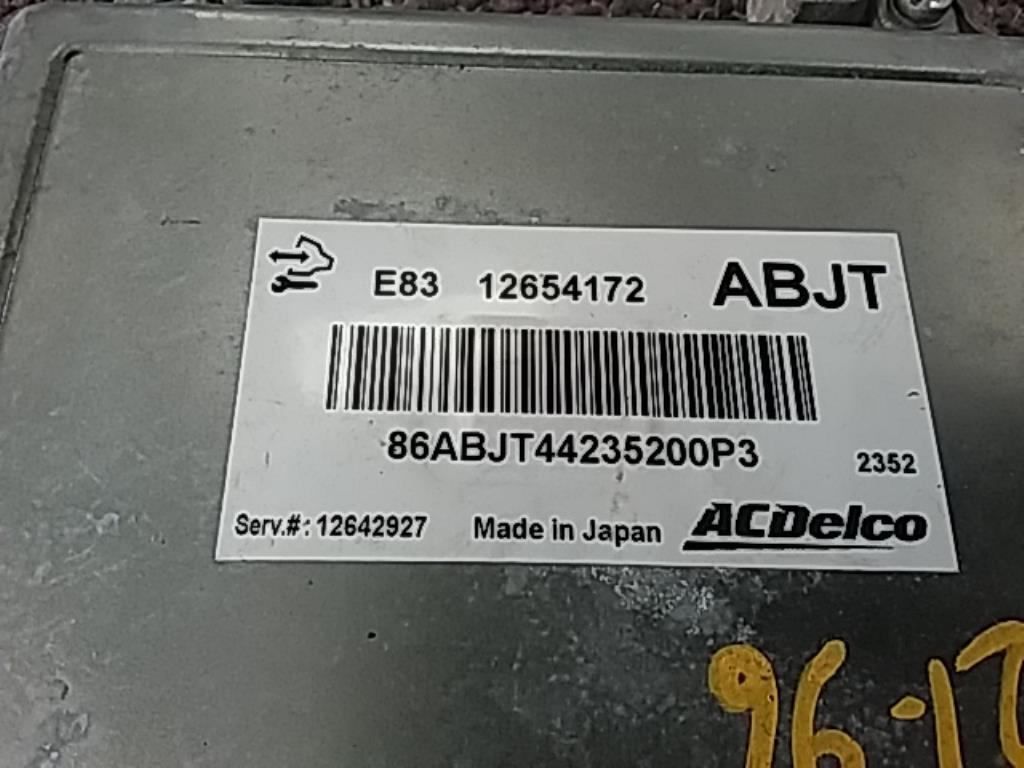 E83 12654172 ABJT
86ABJT44235200P3
2352
Serv.#: 12642927 Made in Japan ACDelco